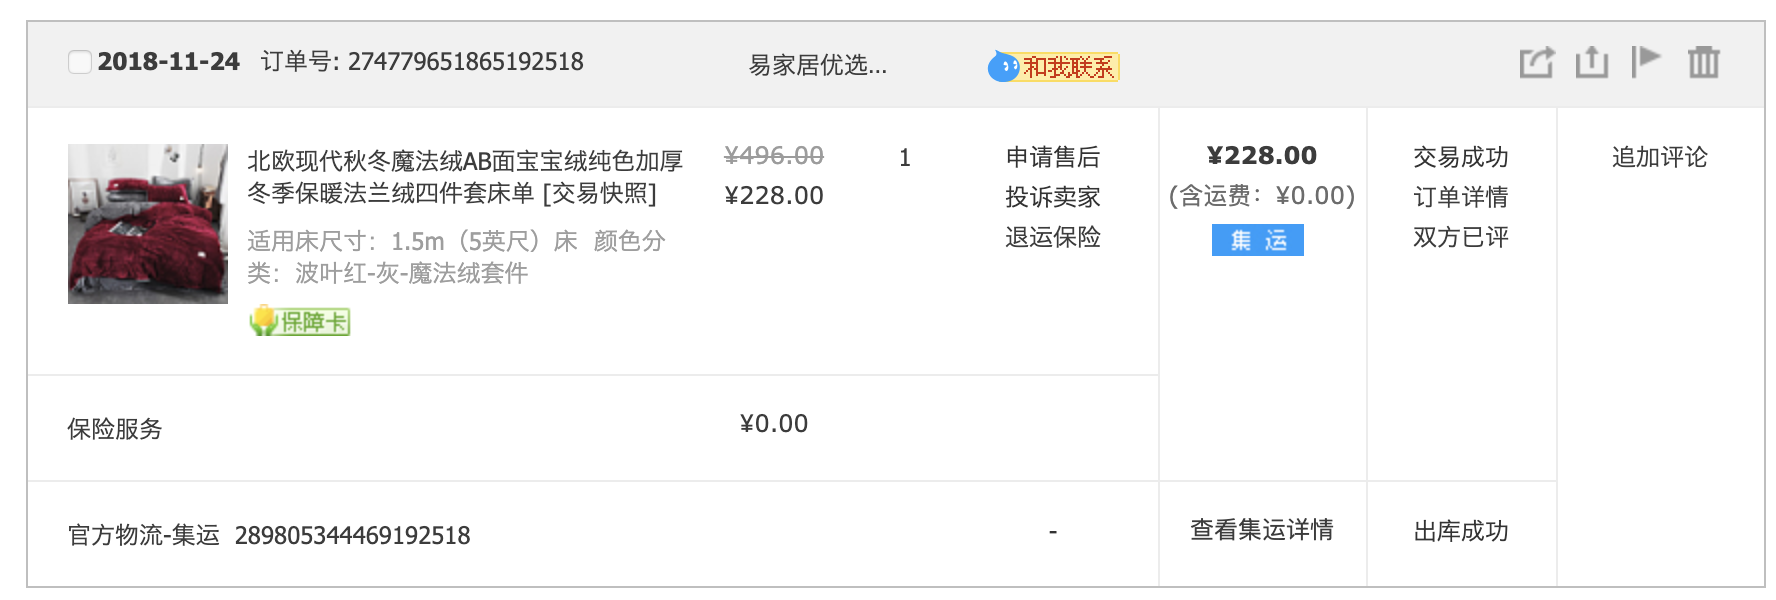 2018-11-24 订单号: 274779651865192518 易家居优选... 和我联系
北欧现代秋冬魔法绒AB面宝宝绒纯色加厚 ¥496.00 1 申请售后 ¥228.00 交易成功 追加评论
冬季保暖法兰绒四件套床单 [交易快照] ¥228.00 投诉卖家 (含运费：¥0.00) 订单详情
适用床尺寸：1.5m（5英尺）床 颜色分 退运保险 集 运 双方已评
类：波叶红-灰-魔法绒套件
保障卡
保险服务 ¥0.00
官方物流-集运 289805344469192518 - 查看集运详情 出库成功